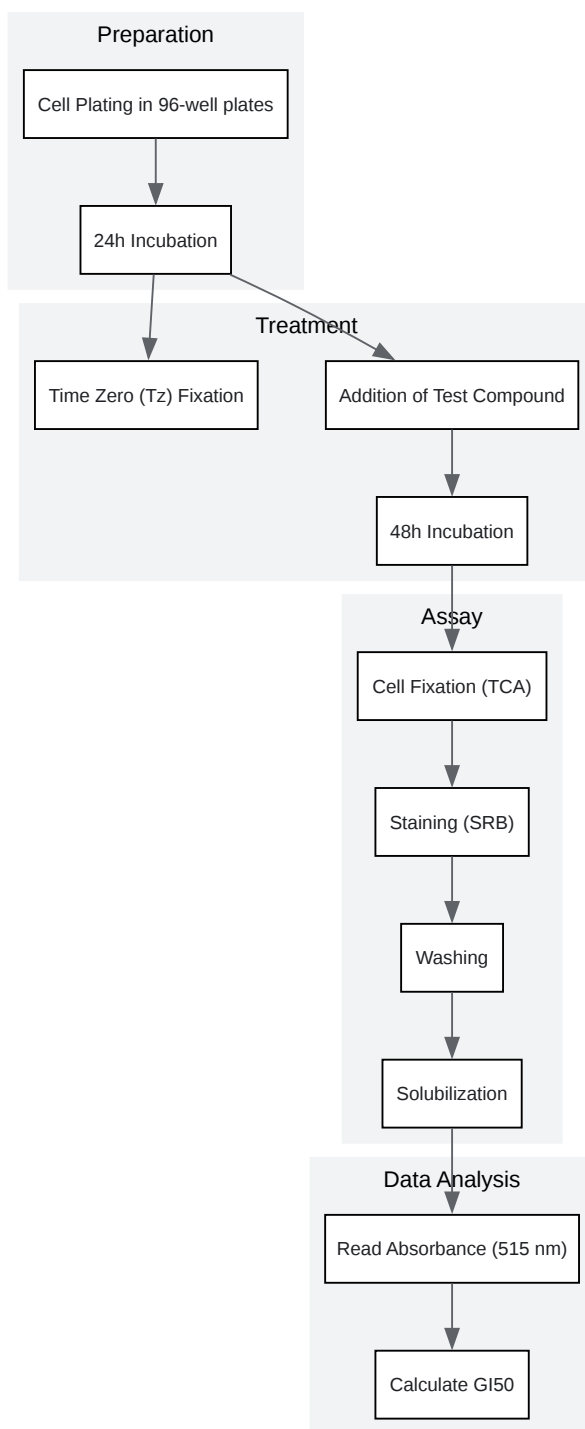 Preparation
Cell Plating in 96-well plates
24h Incubation
Treatment
Time Zero (Tz) Fixation
Addition of Test Compound
48h Incubation
Assay
Cell Fixation (TCA)
Staining (SRB)
Washing
Solubilization
Data Analysis
Read Absorbance (515 nm)
Calculate GI50